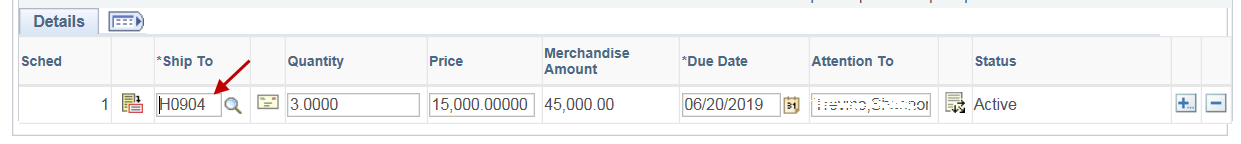 Details
Sched *Ship To Quantity Price Merchandise Amount *Due Date Attention To Status
1 H0904 3.0000 15,000.00000 45,000.00 06/20/2019 31 Active